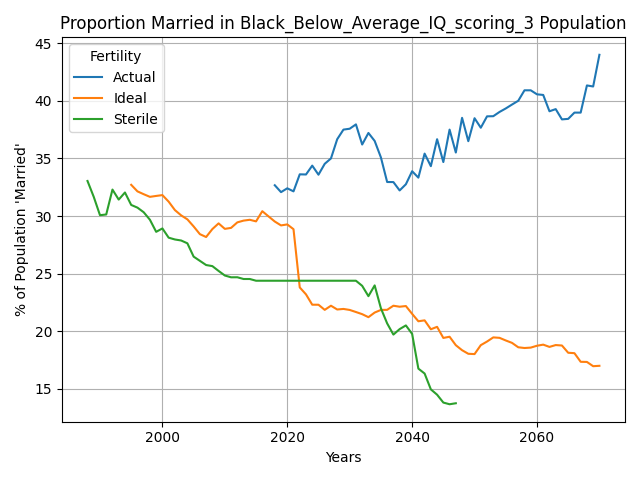 Proportion Married in Black_Below_Average_IQ_scoring_3 Population
% of Population 'Married'
45
40
35
30
25
20
15
Fertility
Actual
Ideal
Sterile
2000
2020
2040
2060
Years